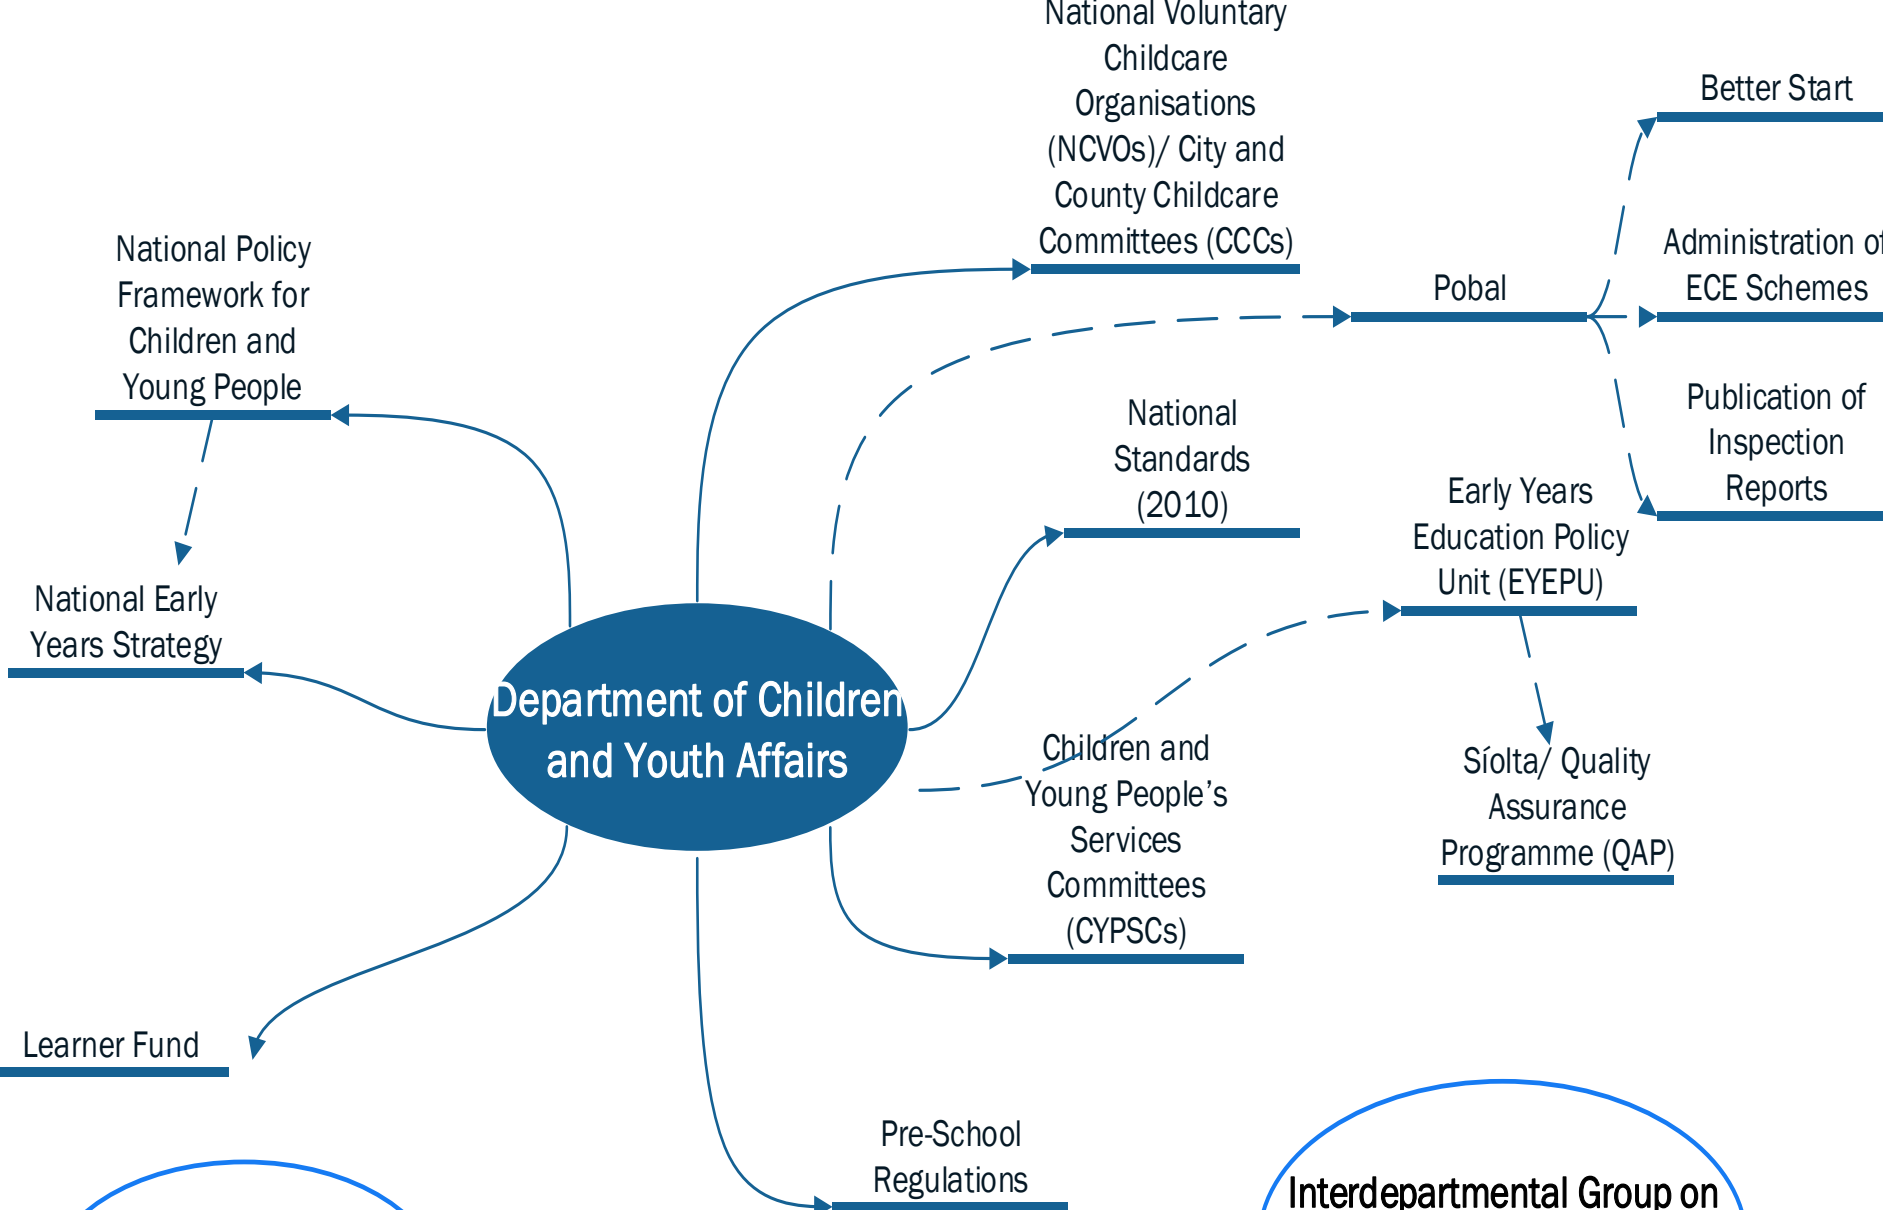 National Voluntary
Childcare
Organisations
(NCVOs)/ City and
County Childcare
Committees (CCCs)
Better Start
Administration of
ECE Schemes
Pobal
Publication of
Inspection
Reports
National Policy
Framework for
Children and
Young People
National
Standards
(2010)
Early Years
Education Policy
Unit (EYEPU)
National Early
Years Strategy
Department of Children
and Youth Affairs
Children and
Young People’s
Services
Committees
(CYPSCs)
Síolta/ Quality
Assurance
Programme (QAP)
Learner Fund
Pre-School
Regulations
Interdepartmental Group on